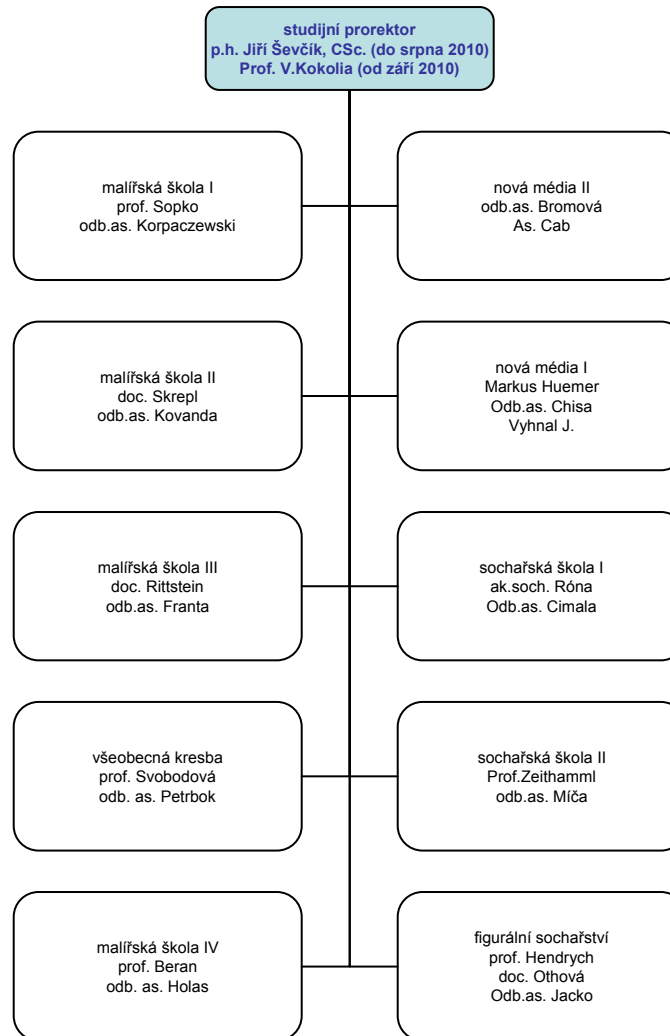 studijní prorektor
p.h. Jiří Ševčík, CSc. (do srpna 2010)
Prof. V.Kokolia (od září 2010)
malířská škola I
prof. Sopko
odb.as. Korpaczewski
nová média II
odb.as. Bromová
As. Cab
malířská škola II
doc. Skrepl
odb.as. Kovanda
nová média I
Markus Huemer
Odb.as. Chisa
Vyhnal J.
malířská škola III
doc. Rittstein
odb.as. Franta
sochařská škola I
ak.soch. Róna
Odb.as. Cimala
všeobecná kresba
prof. Svobodová
odb. as. Petrbok
sochařská škola II
Prof.Zeithamml
odb.as. Míča
malířská škola IV
prof. Beran
odb. as. Holas
figurální sochařství
prof. Hendrych
doc. Othová
Odb.as. Jacko